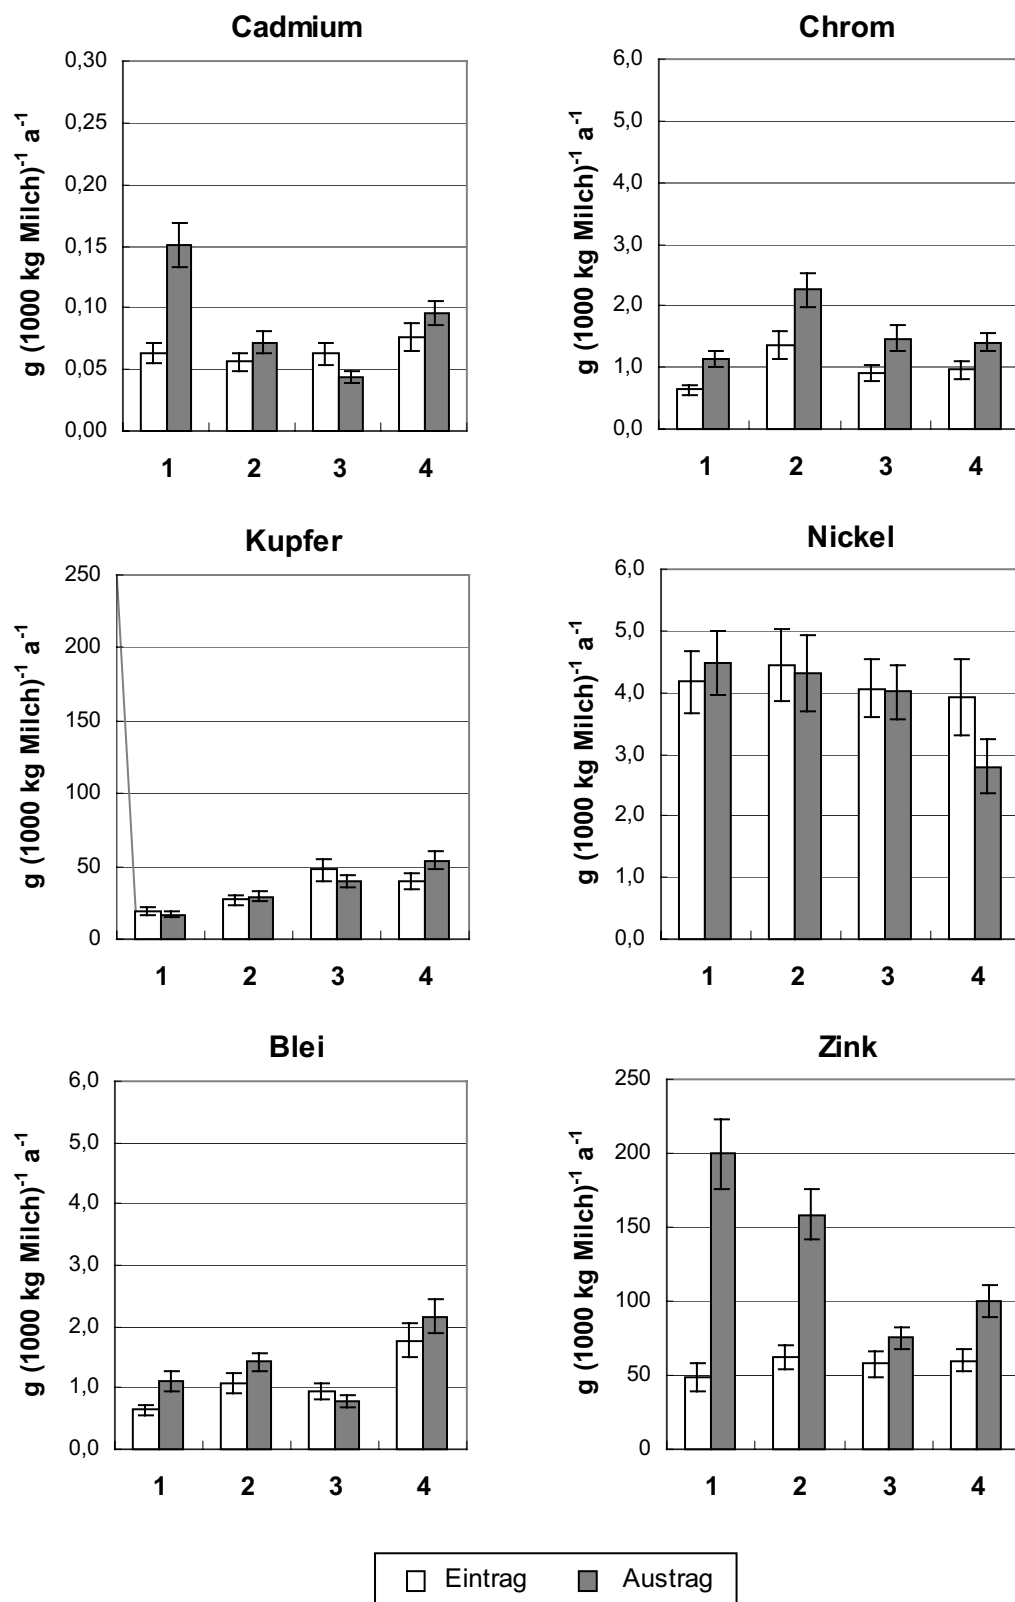 Cadmium
g (1000 kg Milch)⁻¹ a⁻¹
0,30
0,25
0,20
0,15
0,10
0,05
0,00
1 2 3 4
Chrom
g (1000 kg Milch)⁻¹ a⁻¹
6,0
5,0
4,0
3,0
2,0
1,0
0,0
1 2 3 4
Kupfer
g (1000 kg Milch)⁻¹ a⁻¹
250
200
150
100
50
0
1 2 3 4
Nickel
g (1000 kg Milch)⁻¹ a⁻¹
6,0
5,0
4,0
3,0
2,0
1,0
0,0
1 2 3 4
Blei
g (1000 kg Milch)⁻¹ a⁻¹
6,0
5,0
4,0
3,0
2,0
1,0
0,0
1 2 3 4
Zink
g (1000 kg Milch)⁻¹ a⁻¹
250
200
150
100
50
0
1 2 3 4
Eintrag Austrag